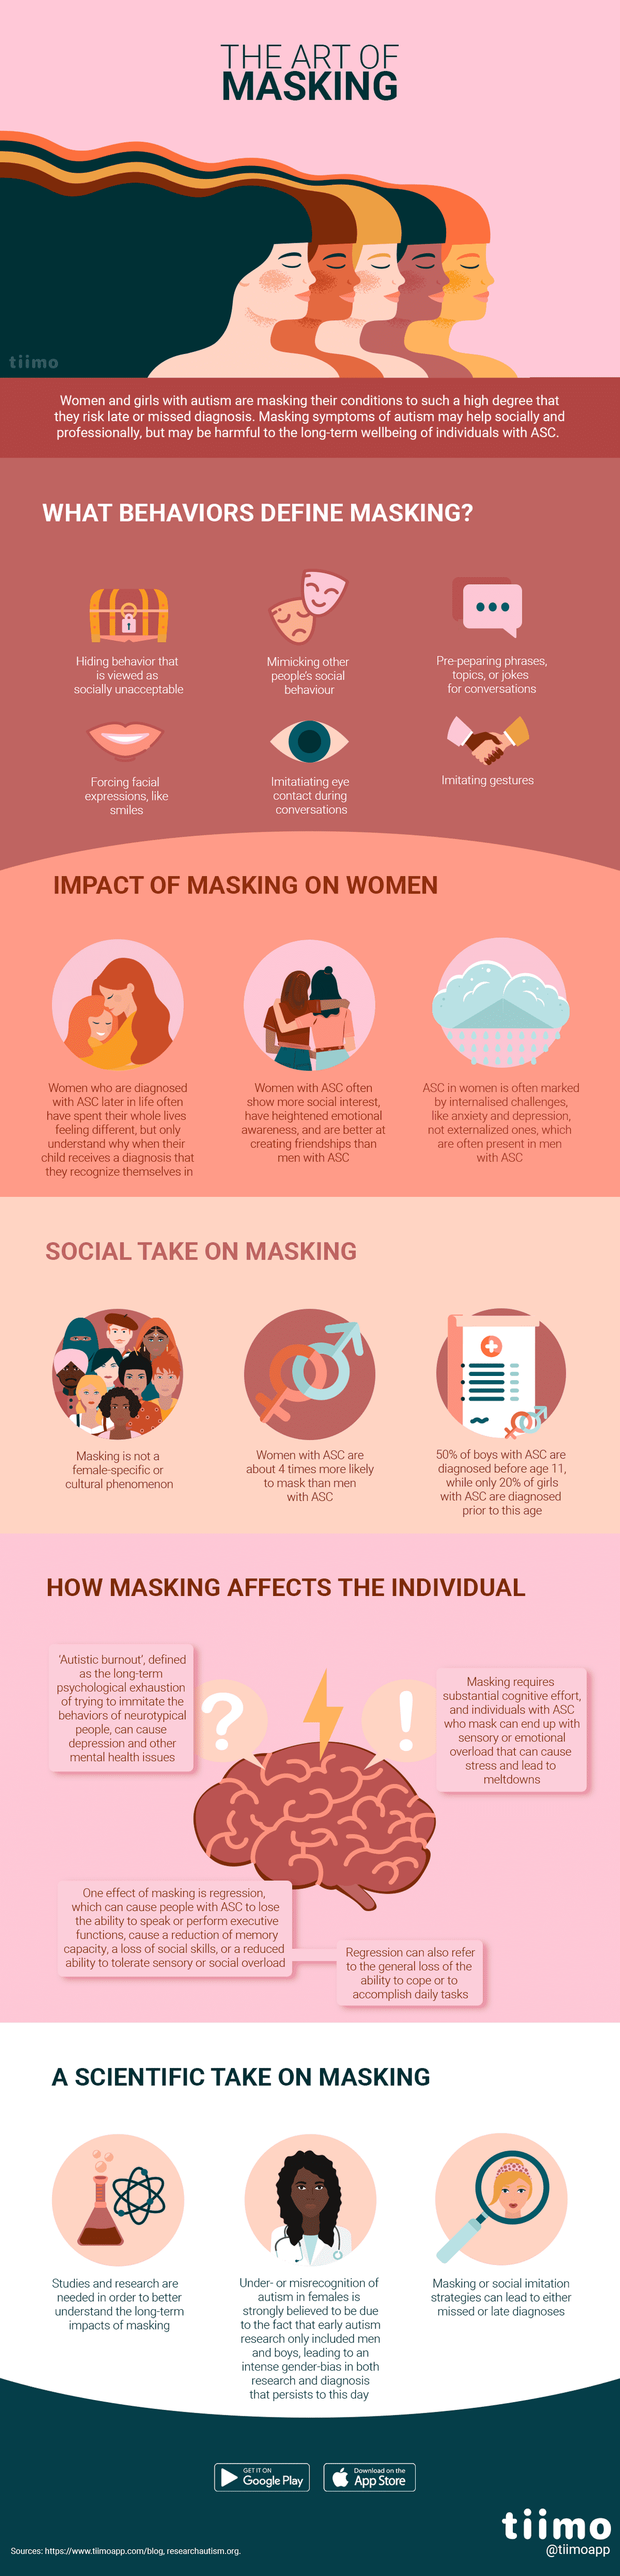 THE ART OF
MASKING
tiimo
Women and girls with autism are masking their conditions to such a high degree that
they risk late or missed diagnosis. Masking symptoms of autism may help socially and
professionally, but may be harmful to the long-term wellbeing of individuals with ASC.
WHAT BEHAVIORS DEFINE MASKING?
Hiding behavior that
is viewed as
socially unacceptable
Mimicking other
people's social
behaviour
Pre-peparing phrases,
topics, or jokes
for conversations
Forcing facial
expressions, like
smiles
Imitatiating eye
contact during
conversations
Imitating gestures
IMPACT OF MASKING ON WOMEN
Women who are diagnosed
with ASC later in life often
have spent their whole lives
feeling different, but only
understand why when their
child receives a diagnosis that
they recognize themselves in
Women with ASC often
show more social interest,
have heightened emotional
awareness, and are better at
creating friendships than
men with ASC
ASC in women is often marked
by internalised challenges,
like anxiety and depression,
not externalized ones, which
are often present in men
with ASC
SOCIAL TAKE ON MASKING
Masking is not a
female-specific or
cultural phenomenon
Women with ASC are
about 4 times more likely
to mask than men
with ASC
50% of boys with ASC are
diagnosed before age 11,
while only 20% of girls
with ASC are diagnosed
prior to this age
HOW MASKING AFFECTS THE INDIVIDUAL
'Autistic burnout', defined
as the long-term
psychological exhaustion
of trying to immitate the
behaviors of neurotypical
people, can cause
depression and other
mental health issues
?
!
Masking requires
substantial cognitive effort,
and individuals with ASC
who mask can end up with
sensory or emotional
overload that can cause
stress and lead to
meltdowns
One effect of masking is regression,
which can cause people with ASC to lose
the ability to speak or perform executive
functions, cause a reduction of memory
capacity, a loss of social skills, or a reduced
ability to tolerate sensory or social overload
Regression can also refer
to the general loss of the
ability to cope or to
accomplish daily tasks
A SCIENTIFIC TAKE ON MASKING
Studies and research are
needed in order to better
understand the long-term
impacts of masking
Under- or misrecognition of
autism in females is
strongly believed to be due
to the fact that early autism
research only included men
and boys, leading to an
intense gender-bias in both
research and diagnosis
that persists to this day
Masking or social imitation
strategies can lead to either
missed or late diagnoses
GET IT ON
Google Play
Download on the
App Store
tiimo
@tiimoapp
Sources: https://www.tiimoapp.com/blog, researchautism.org.